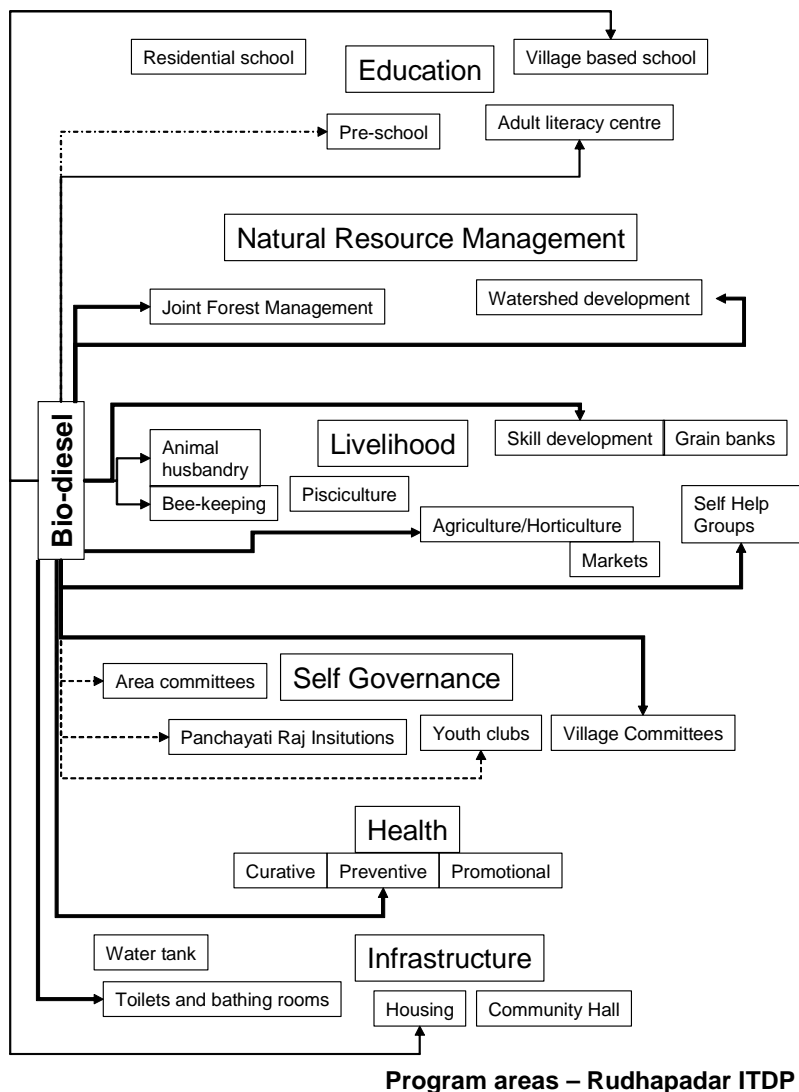 Residential school
Education
Village based school
Pre-school
Adult literacy centre
Natural Resource Management
Joint Forest Management
Watershed development
Bio-diesel
Animal
husbandry
Livelihood
Skill development
Grain banks
Bee-keeping
Pisciculture
Self Help
Groups
Agriculture/Horticulture
Markets
Area committees
Self Governance
Panchayati Raj Insitutions
Youth clubs
Village Committees
Health
Curative
Preventive
Promotional
Water tank
Infrastructure
Toilets and bathing rooms
Housing
Community Hall
Program areas – Rudhapadar ITDP